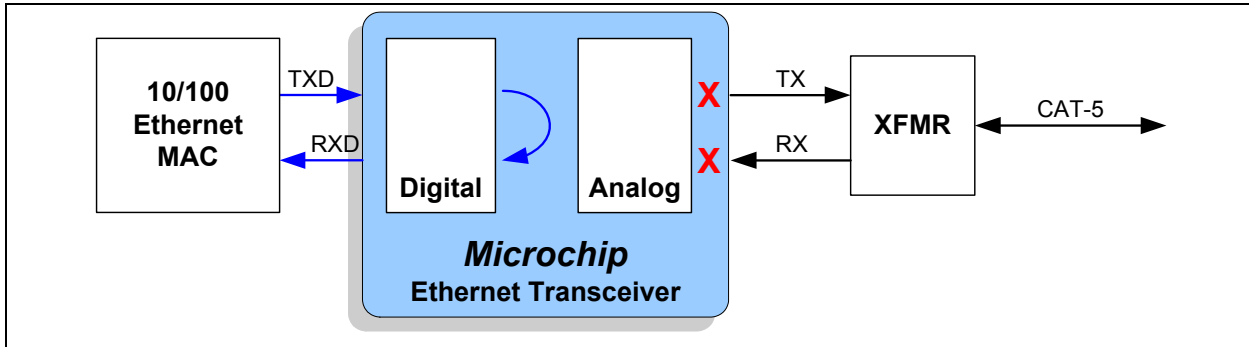 10/100
Ethernet
MAC
TXD
RXD
Digital
Analog
X
X
Microchip
Ethernet Transceiver
TX
RX
XFMR
CAT-5